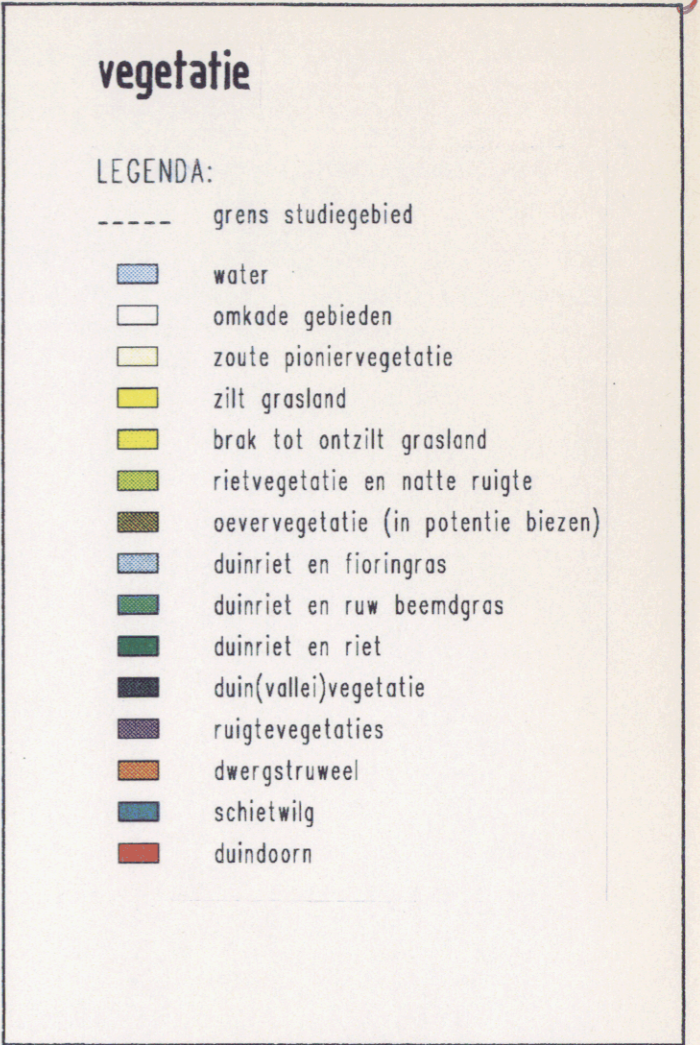 vegetatie
LEGENDA:
grens studiegebied
water
omkade gebieden
zoute pioniervegetatie
zilt grasland
brak tot ontzilt grasland
rietvegetatie en natte ruigte
oevervegetatie (in potentie biezen)
duinriet en fioringras
duinriet en ruw beemdgras
duinriet en riet
duin(vallei)vegetatie
ruigtevegetaties
dwergstruweel
schietwilg
duindoorn